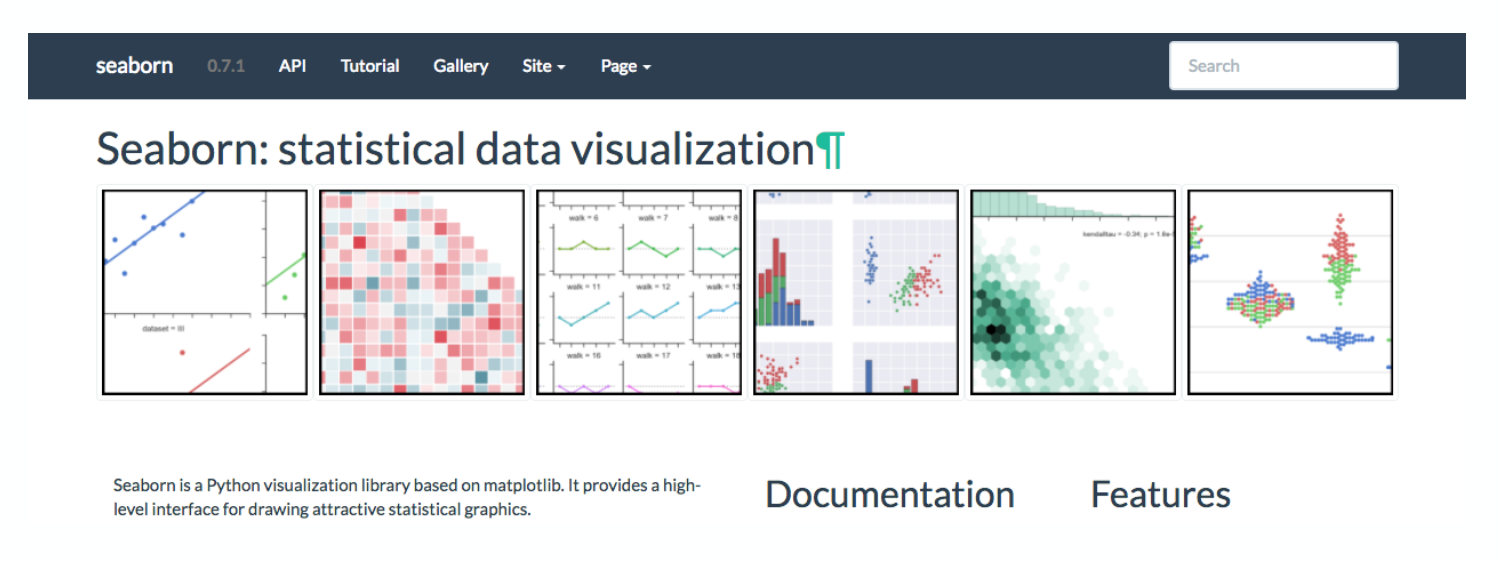 seaborn 0.7.1 API Tutorial Gallery Site Page Search
Seaborn: statistical data visualization¶
dataset = III
walk = 6 walk = 7 walk = 8
walk = 11 walk = 12 walk = 13
walk = 16 walk = 17 walk = 18
kendalltau = -0.34; p = 1.8e-
Seaborn is a Python visualization library based on matplotlib. It provides a high-
level interface for drawing attractive statistical graphics.
Documentation
Features